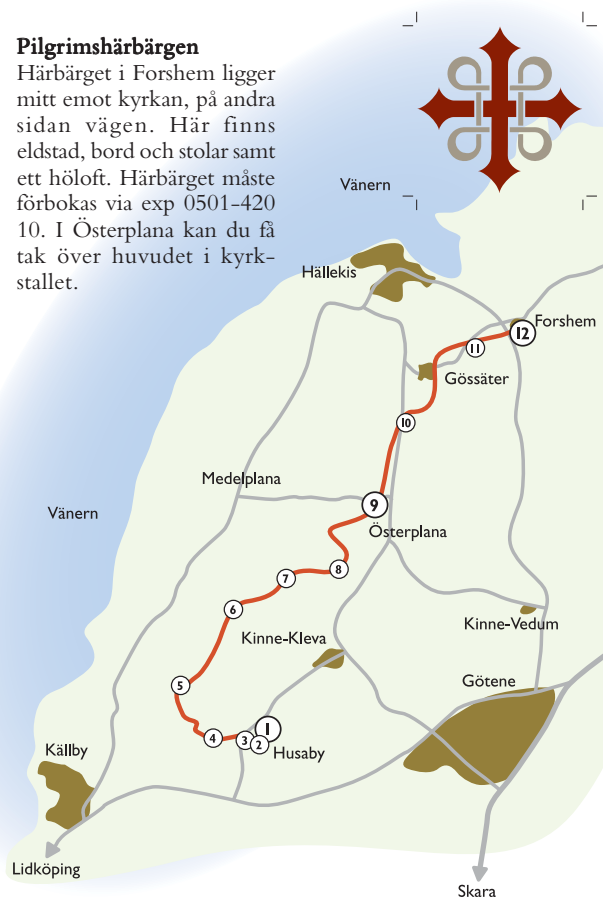 Pilgrimshärbärgen
Härbärget i Forshem ligger
mitt emot kyrkan, på andra
sidan vägen. Här finns
eldstad, bord och stolar samt
ett höloft. Härbärget måste
förbokas via exp 0501-420
10. I Österplana kan du få
tak över huvudet i kyrk-
stallet.
Vänern
Hällekis
Forshem
12
11
Gössäter
10
Medelplana
9
Vänern
Österplana
8
7
6
Kinne-Vedum
Kinne-Kleva
5
Götene
1
4
3
2
Husaby
Källby
Lidköping
Skara